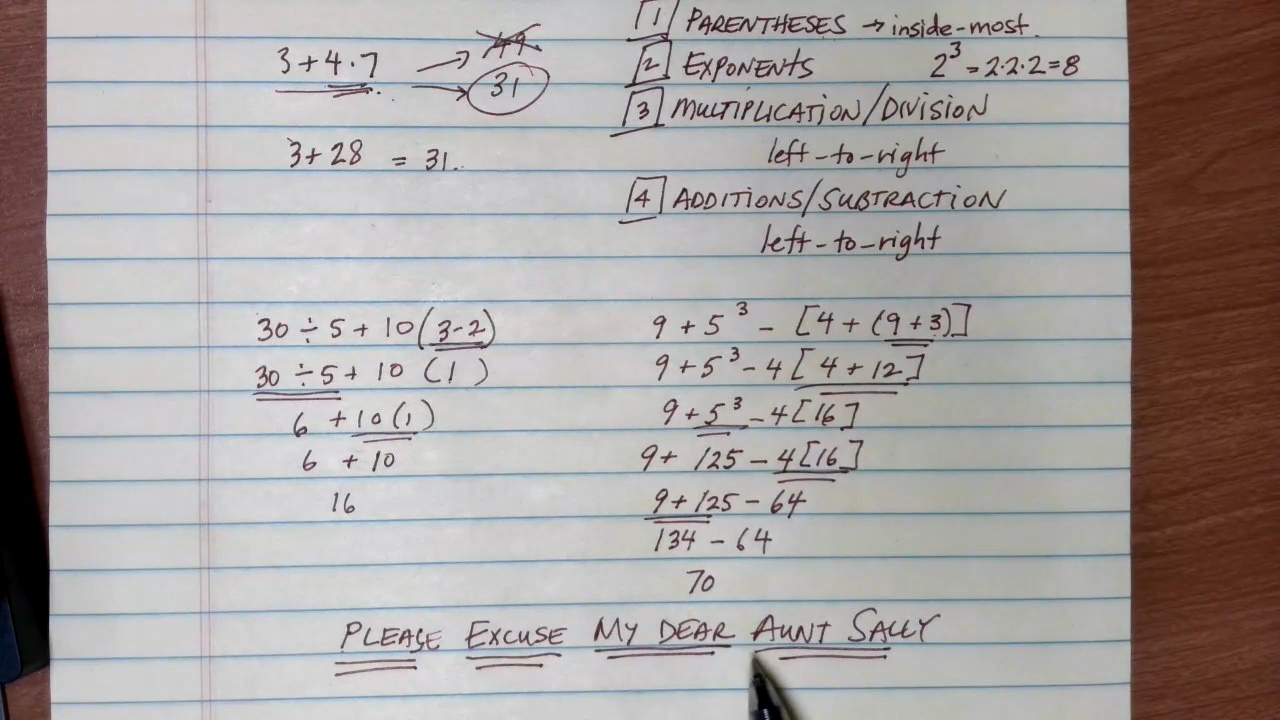 3 + 4 · 7 → 49.
→ 31
3 + 28 = 31.
1 PARENTHESES → inside-most.
2 EXPONENTS 2³ = 2·2·2 = 8
3 MULTIPLICATION/DIVISION
left-to-right
4 ADDITIONS/SUBTRACTION
left-to-right
30 ÷ 5 + 10 (3-2)
30 ÷ 5 + 10 (1)
6 + 10 (1)
6 + 10
16
9 + 5³ - [4 + (9+3)]
9 + 5³ - 4 [4 + 12]
9 + 5³ - 4 [16]
9 + 125 - 4 [16]
9 + 125 - 64
134 - 64
70
PLEASE EXCUSE MY DEAR AUNT SALLY